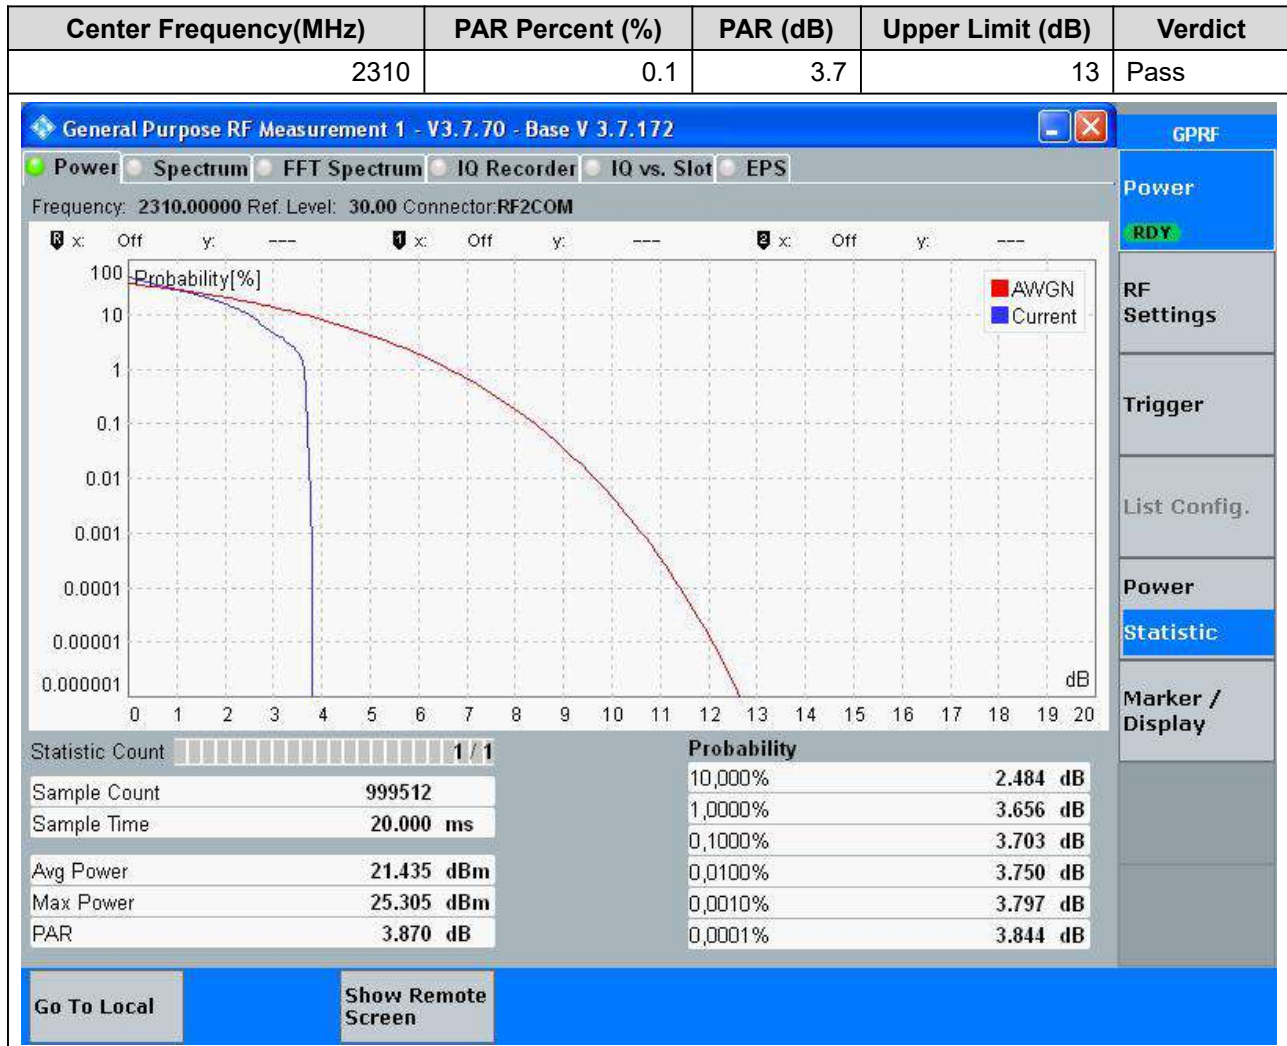 Center Frequency(MHz) PAR Percent (%) PAR (dB) Upper Limit (dB) Verdict
2310 0.1 3.7 13 Pass
General Purpose RF Measurement 1 - V3.7.70 - Base V 3.7.172
GPRF
Power Spectrum FFT Spectrum IQ Recorder IQ vs. Slot EPS
Frequency: 2310.00000 Ref. Level: 30.00 Connector:RF2COM
R x: Off y: --- 1 x: Off y: --- 2 x: Off y: ---
Probability[%]
100
10
1
0.1
0.01
0.001
0.0001
0.00001
0.000001
AWGN
Current
dB
0 1 2 3 4 5 6 7 8 9 10 11 12 13 14 15 16 17 18 19 20
Statistic Count 1 / 1
Sample Count 999512
Sample Time 20.000 ms
Avg Power 21.435 dBm
Max Power 25.305 dBm
PAR 3.870 dB
Probability
10,000% 2.484 dB
1,0000% 3.656 dB
0,1000% 3.703 dB
0,0100% 3.750 dB
0,0010% 3.797 dB
0,0001% 3.844 dB
Power
RDY
RF
Settings
Trigger
List Config.
Power
Statistic
Marker /
Display
Go To Local
Show Remote
Screen